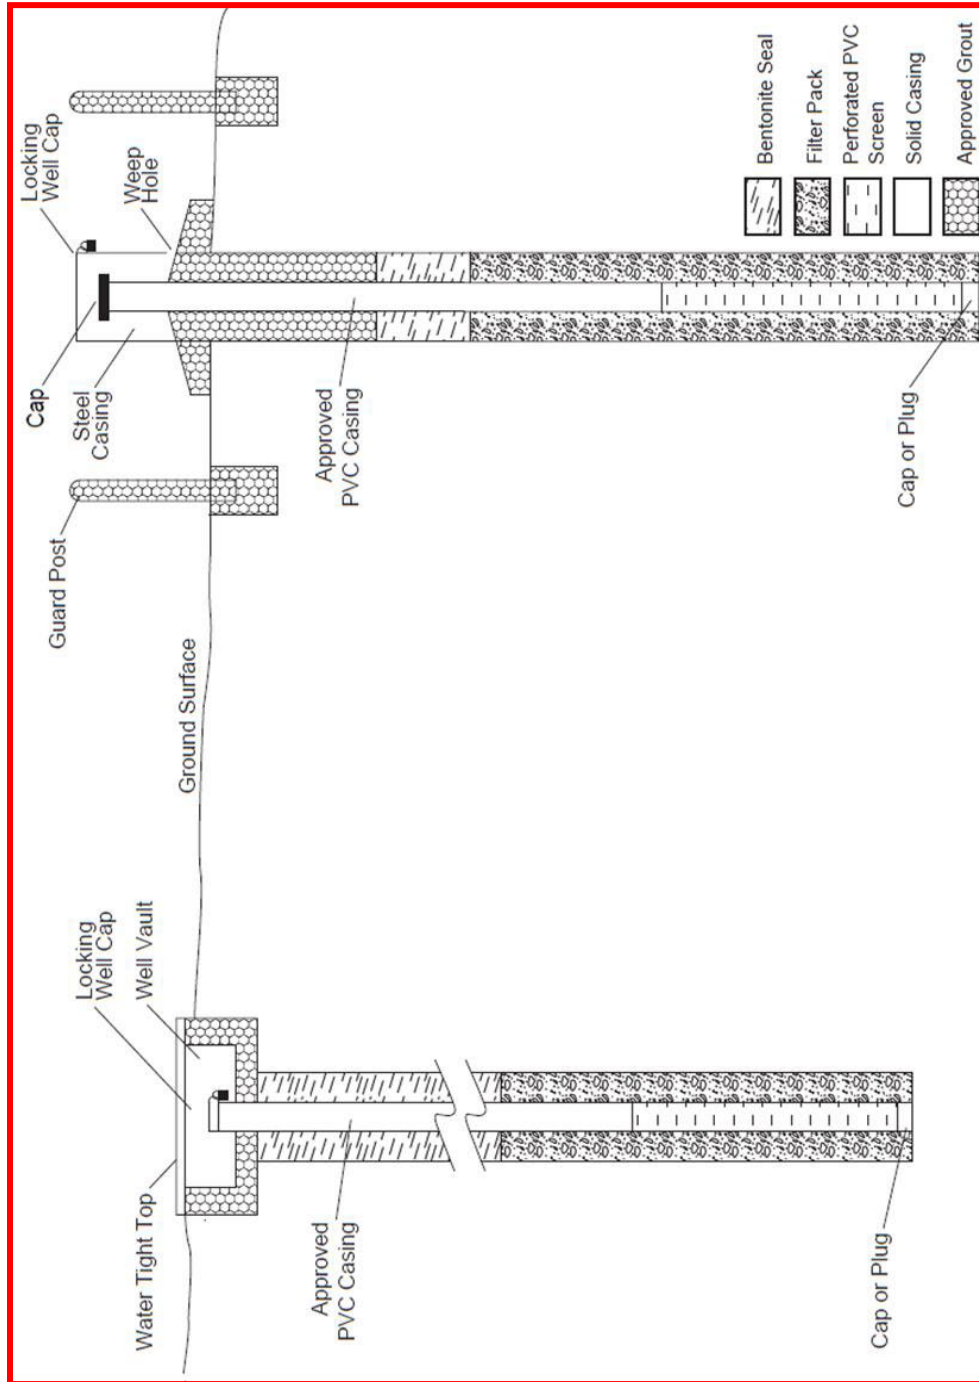 Water Tight Top
Locking
Well Cap
Well Vault
Approved
PVC Casing
Cap or Plug
Ground Surface
Guard Post
Cap
Steel
Casing
Locking
Well Cap
Weep
Hole
Approved
PVC Casing
Cap or Plug
Bentonite Seal
Filter Pack
Perforated PVC
Screen
Solid Casing
Approved Grout